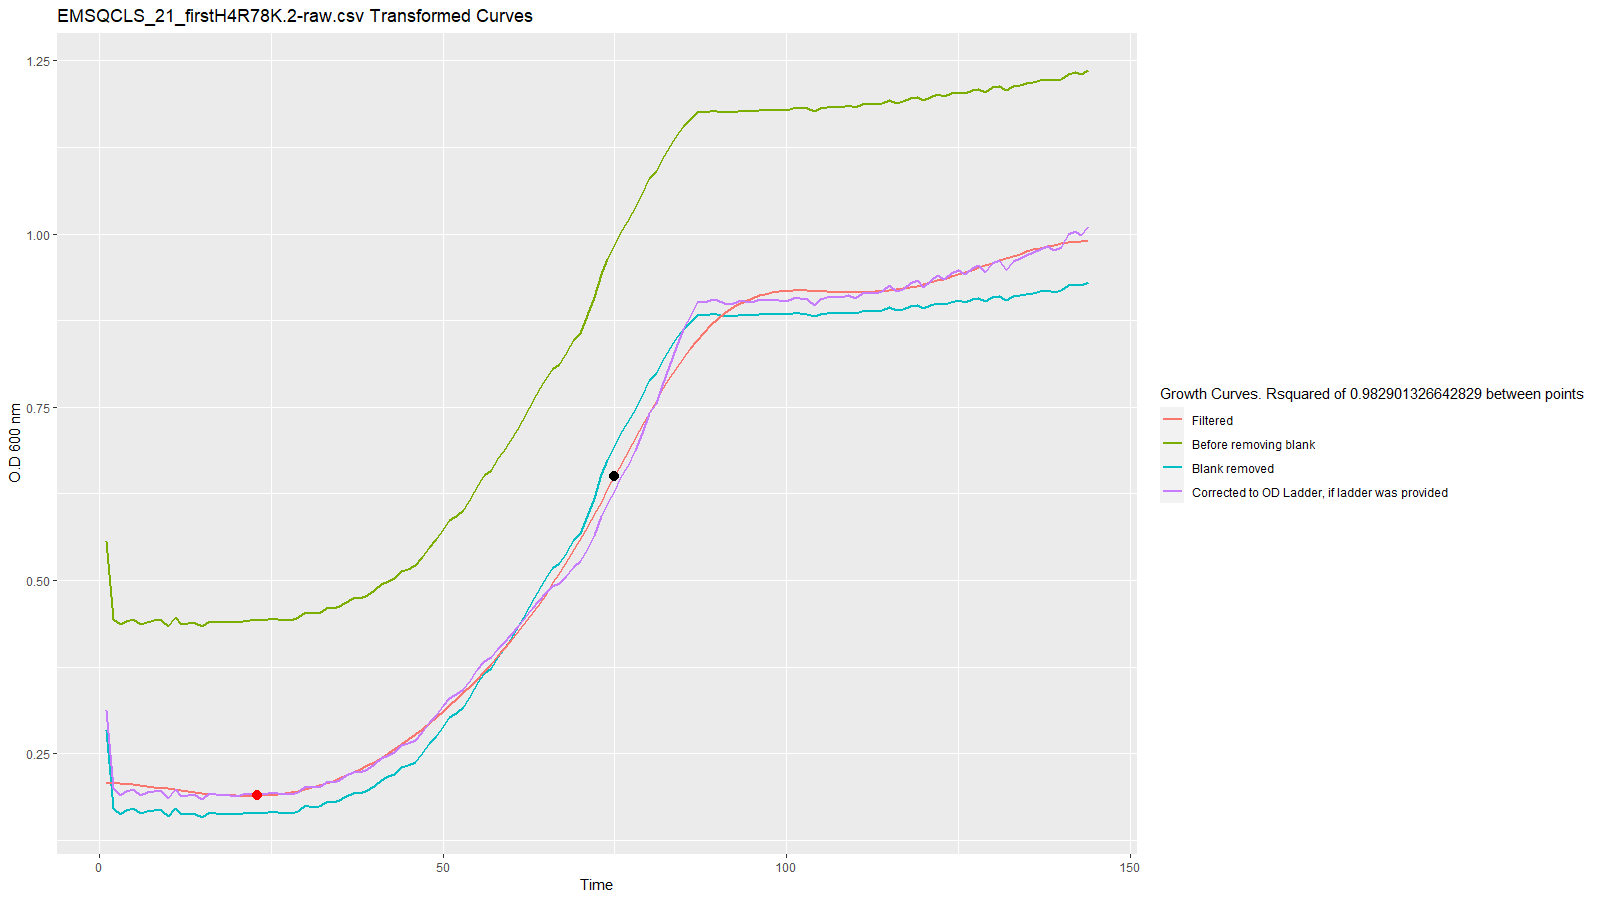 EMSQCLS_21_firstH4R78K.2-raw.csv Transformed Curves
1.25
1.00
0.75
0.50
0.25
O.D 600 nm
0
50
100
150
Time
Growth Curves. Rsquared of 0.982901326642829 between points
Filtered
Before removing blank
Blank removed
Corrected to OD Ladder, if ladder was provided